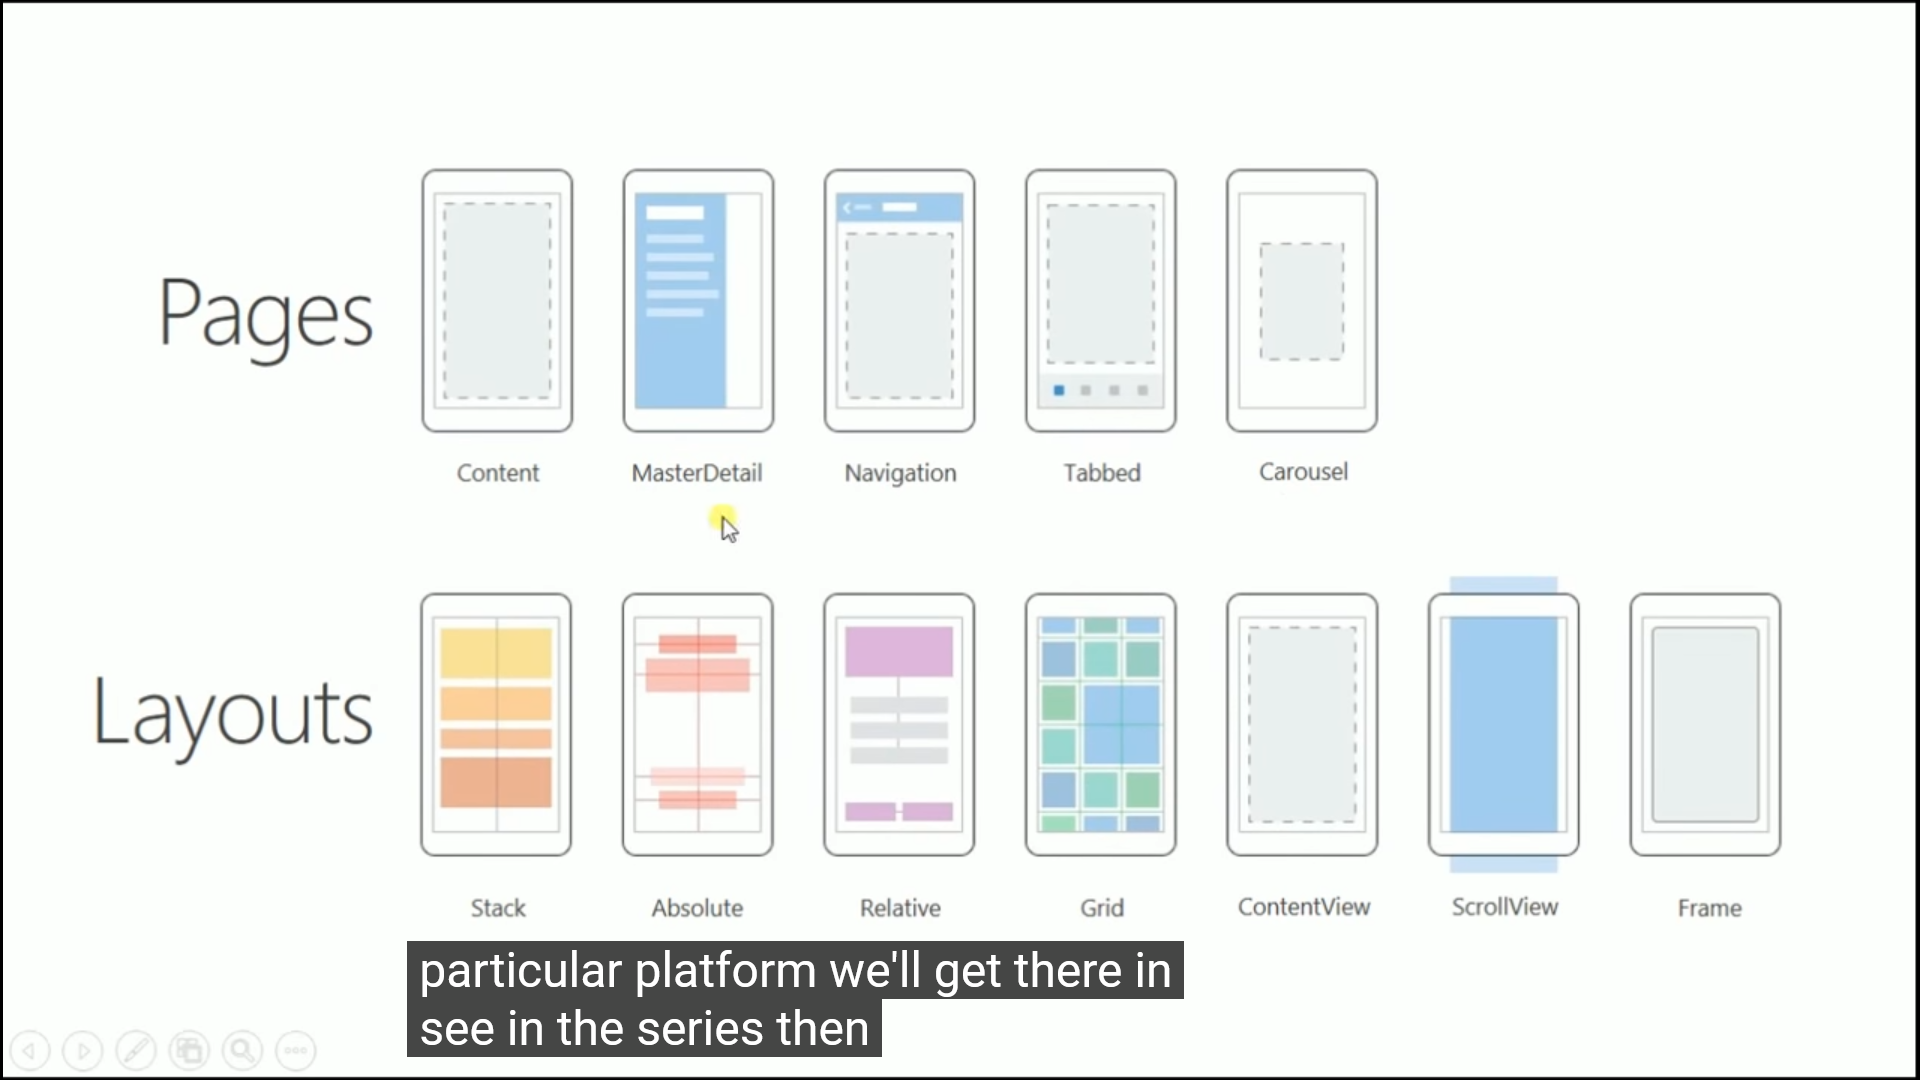 Pages
Content
MasterDetail
Navigation
Tabbed
Carousel
Layouts
Stack
Absolute
Relative
Grid
ContentView
ScrollView
Frame
particular platform we'll get there in
see in the series then